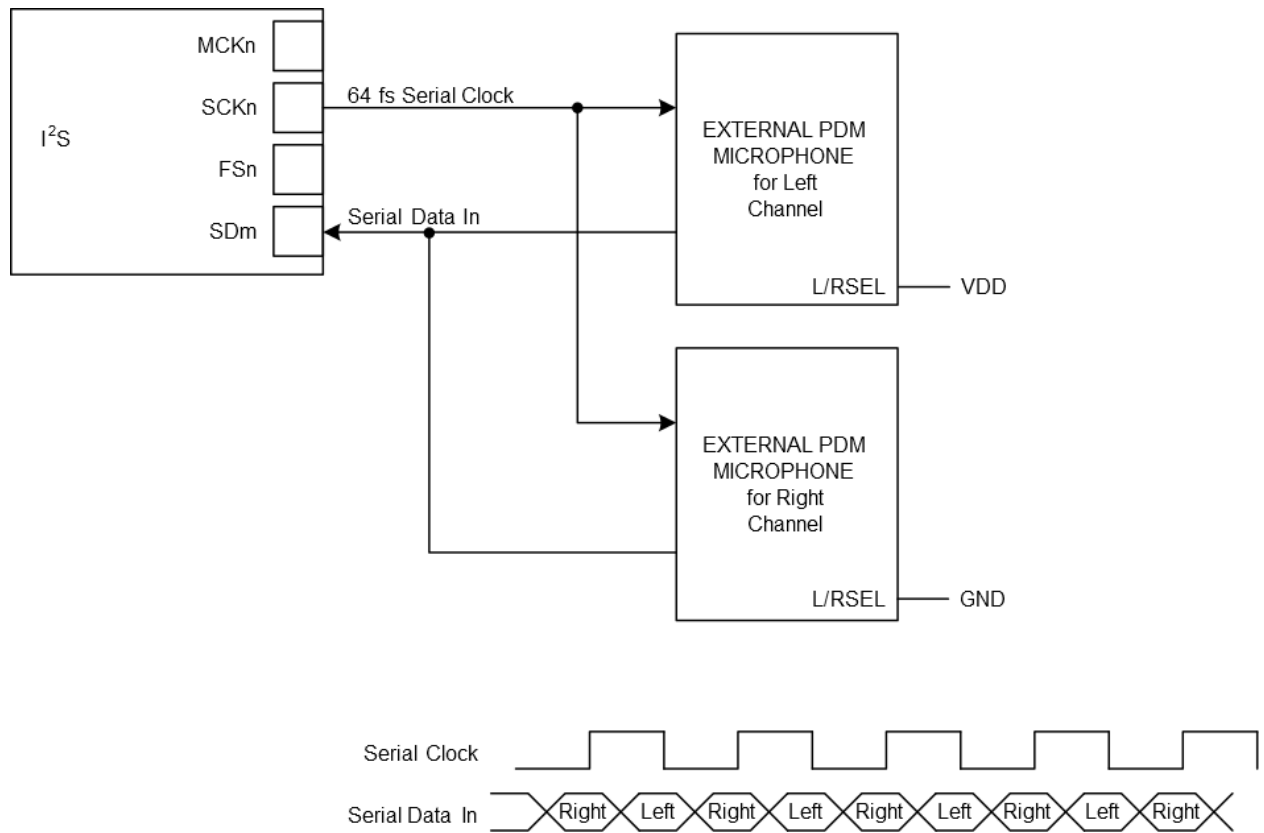 MCKn
SCKn
FSn
SDm
I²S
64 fs Serial Clock
Serial Data In
EXTERNAL PDM
MICROPHONE
for Left
Channel
L/RSEL
VDD
EXTERNAL PDM
MICROPHONE
for Right
Channel
L/RSEL
GND
Serial Clock
Serial Data In
Right Left Right Left Right Left Right Left Right